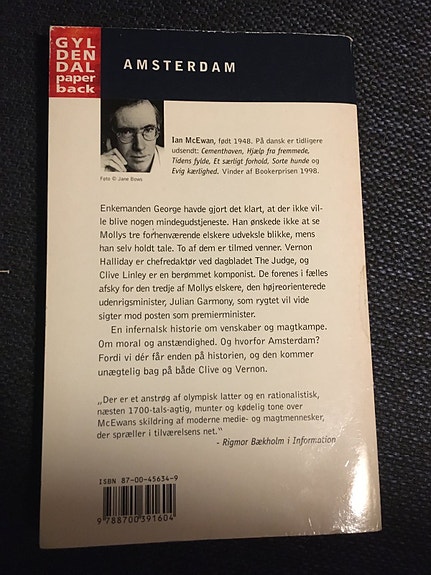 GYL
DEN
DAL
paper
back
AMSTERDAM
Foto © Jane Bown
Ian McEwan, født 1948. På dansk er tidligere
udsendt: Cementhaven, Hjælp fra fremmede,
Tidens fylde, Et særligt forhold, Sorte hunde og
Evig kærlighed. Vinder af Bookerprisen 1998.
Enkemanden George havde gjort det klart, at der ikke vil-
le blive nogen mindegudstjeneste. Han ønskede ikke at se
Mollys tre forhenværende elskere udveksle blikke, mens
han selv holdt tale. To af dem er tilmed venner. Vernon
Halliday er chefredaktør ved dagbladet The Judge, og
Clive Linley er en berømmet komponist. De forenes i fælles
afsky for den tredje af Mollys elskere, den højreorienterede
udenrigsminister, Julian Garmony, som rygtet vil vide
sigter mod posten som premierminister.
En infernalsk historie om venskaber og magtkampe.
Om moral og anstændighed. Og hvorfor Amsterdam?
Fordi vi dér får enden på historien, og den kommer
unægtelig bag på både Clive og Vernon.
„Der er et anstrøg af olympisk latter og en rationalistisk,
næsten 1700-tals-agtig, munter og kødelig tone over
McEwans skildring af moderne medie- og magtmennesker,
der spræller i tilværelsens net.“
- Rigmor Bækholm i Information
ISBN 87-00-45634-9
9 788700 391604